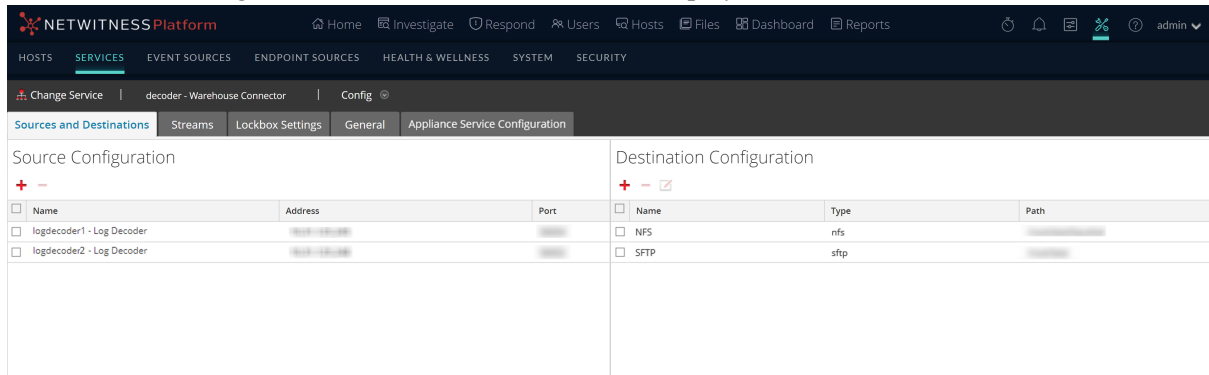 NETWITNESS Platform Home Investigate Respond Users Hosts Files Dashboard Reports admin
HOSTS SERVICES EVENT SOURCES ENDPOINT SOURCES HEALTH & WELLNESS SYSTEM SECURITY
Change Service | decoder - Warehouse Connector | Config
Sources and Destinations Streams Lockbox Settings General Appliance Service Configuration
Source Configuration
Name Address Port
logdecoder1 - Log Decoder
logdecoder2 - Log Decoder
Destination Configuration
Name Type Path
NFS nfs
SFTP sftp